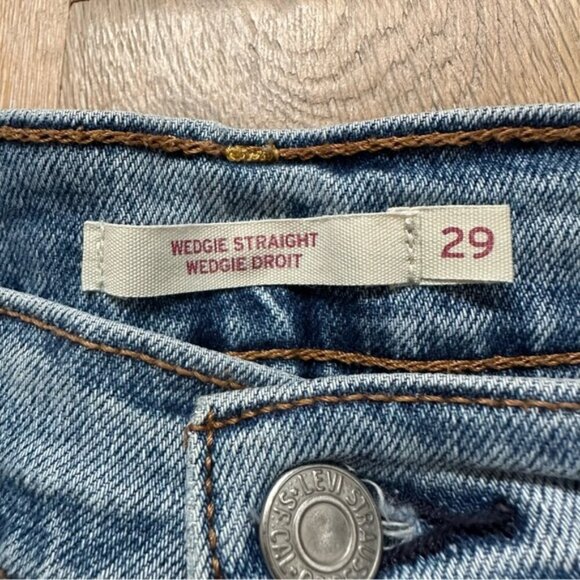 WEDGIE STRAIGHT
WEDGIE DROIT
29
LEVI STRAUSS